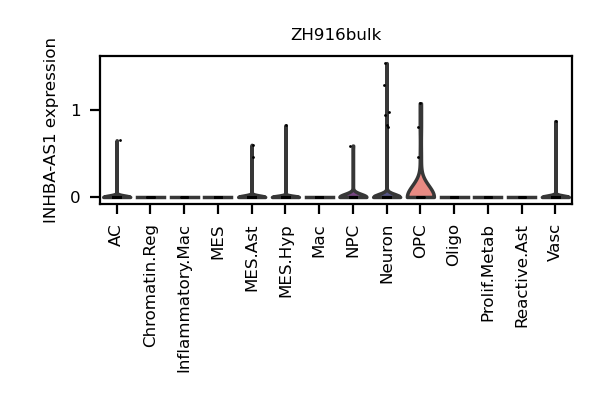 ZH916bulk
INHBA-AS1 expression
1
0
AC
Chromatin.Reg
Inflammatory.Mac
MES
MES.Ast
MES.Hyp
Mac
NPC
Neuron
OPC
Oligo
Prolif.Metab
Reactive.Ast
Vasc